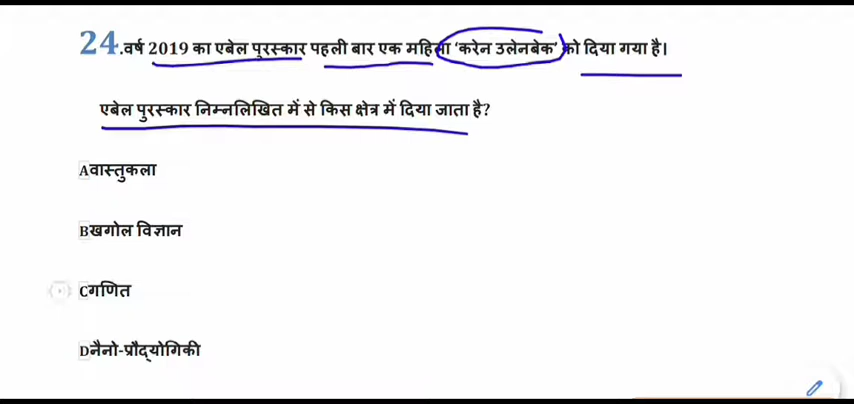 24.वर्ष 2019 का एबेल पुरस्कार पहली बार एक महिला ‘करेन उलेनबेक’ को दिया गया है।
एबेल पुरस्कार निम्नलिखित में से किस क्षेत्र में दिया जाता है?
Aवास्तुकला
Bखगोल विज्ञान
Cगणित
Dनैनो-प्रौद्योगिकी